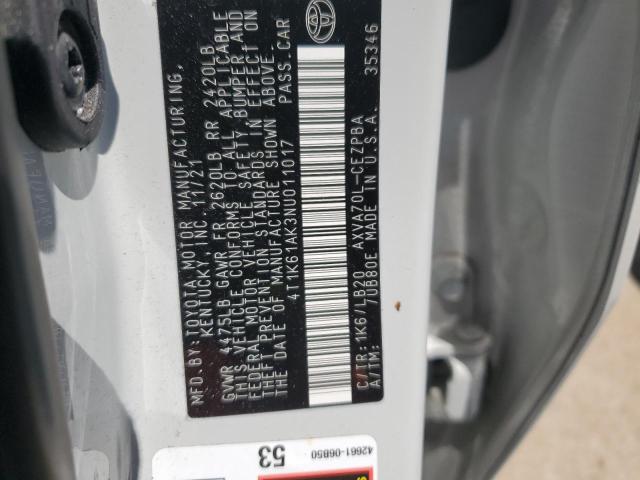 MFD. BY: TOYOTA MOTOR MANUFACTURING,
KENTUCKY, INC. 11/21
GVWR 4475LB GAWR FR 2620LB RR 2420LB
THIS VEHICLE CONFORMS TO ALL APPLICABLE
FEDERAL MOTOR VEHICLE SAFETY, BUMPER, AND
THEFT PREVENTION STANDARDS IN EFFECT ON
THE DATE OF MANUFACTURE SHOWN ABOVE.
4T1K61AK3NU011017 PASS. CAR
C/TR:1K6/LB20 AXVA70L-CEZPBA
A/TM: /UB80E MADE IN U.S.A. 35346
42661-06B50
53